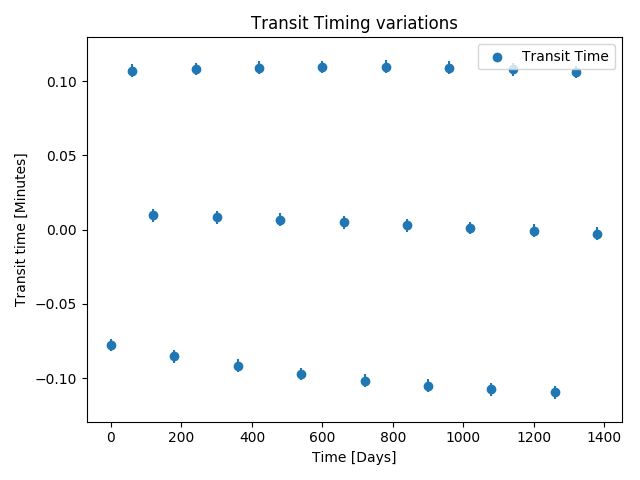 Transit Timing variations
Transit Time
Transit time [Minutes]
0.10
0.05
0.00
−0.05
−0.10
0 200 400 600 800 1000 1200 1400
Time [Days]